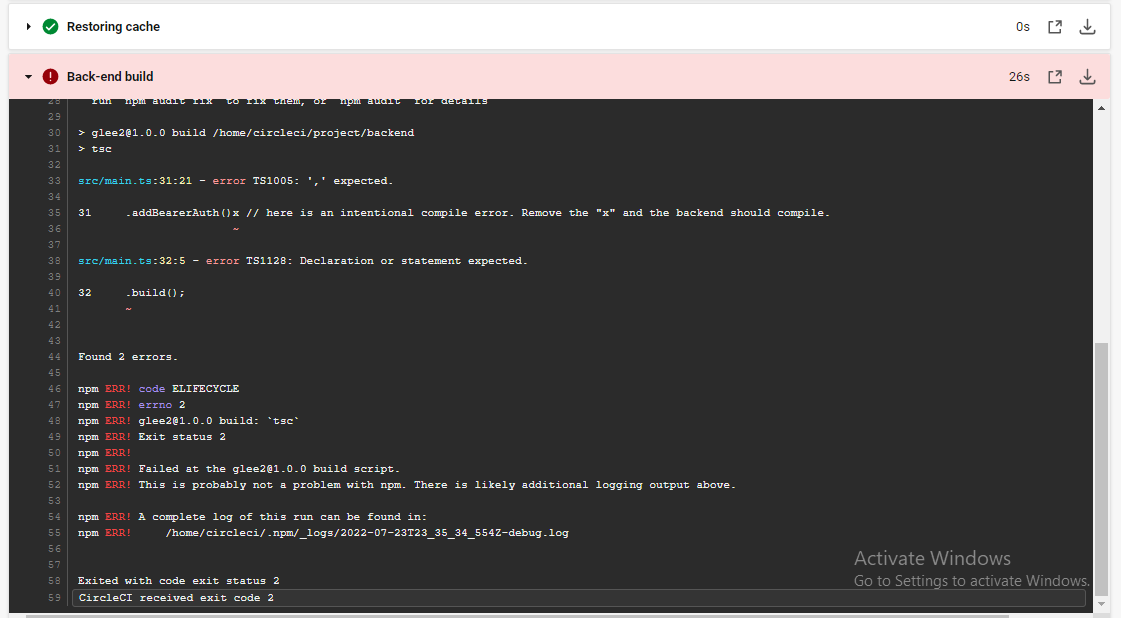 Restoring cache
0s
Back-end build
26s
28 run `npm audit fix` to fix them, or `npm audit` for details
29
30 > glee2@1.0.0 build /home/circleci/project/backend
31 > tsc
32
33 src/main.ts:31:21 - error TS1005: ',' expected.
34
35 31     .addBearerAuth()x // here is an intentional compile error. Remove the "x" and the backend should compile.
36                        ~
37
38 src/main.ts:32:5 - error TS1128: Declaration or statement expected.
39
40 32     .build();
41        ~
42
43
44 Found 2 errors.
45
46 npm ERR! code ELIFECYCLE
47 npm ERR! errno 2
48 npm ERR! glee2@1.0.0 build: `tsc`
49 npm ERR! Exit status 2
50 npm ERR!
51 npm ERR! Failed at the glee2@1.0.0 build script.
52 npm ERR! This is probably not a problem with npm. There is likely additional logging output above.
53
54 npm ERR! A complete log of this run can be found in:
55 npm ERR!     /home/circleci/.npm/_logs/2022-07-23T23_35_34_554Z-debug.log
56
57
Activate Windows
58 Exited with code exit status 2
Go to Settings to activate Windows.
59 CircleCI received exit code 2